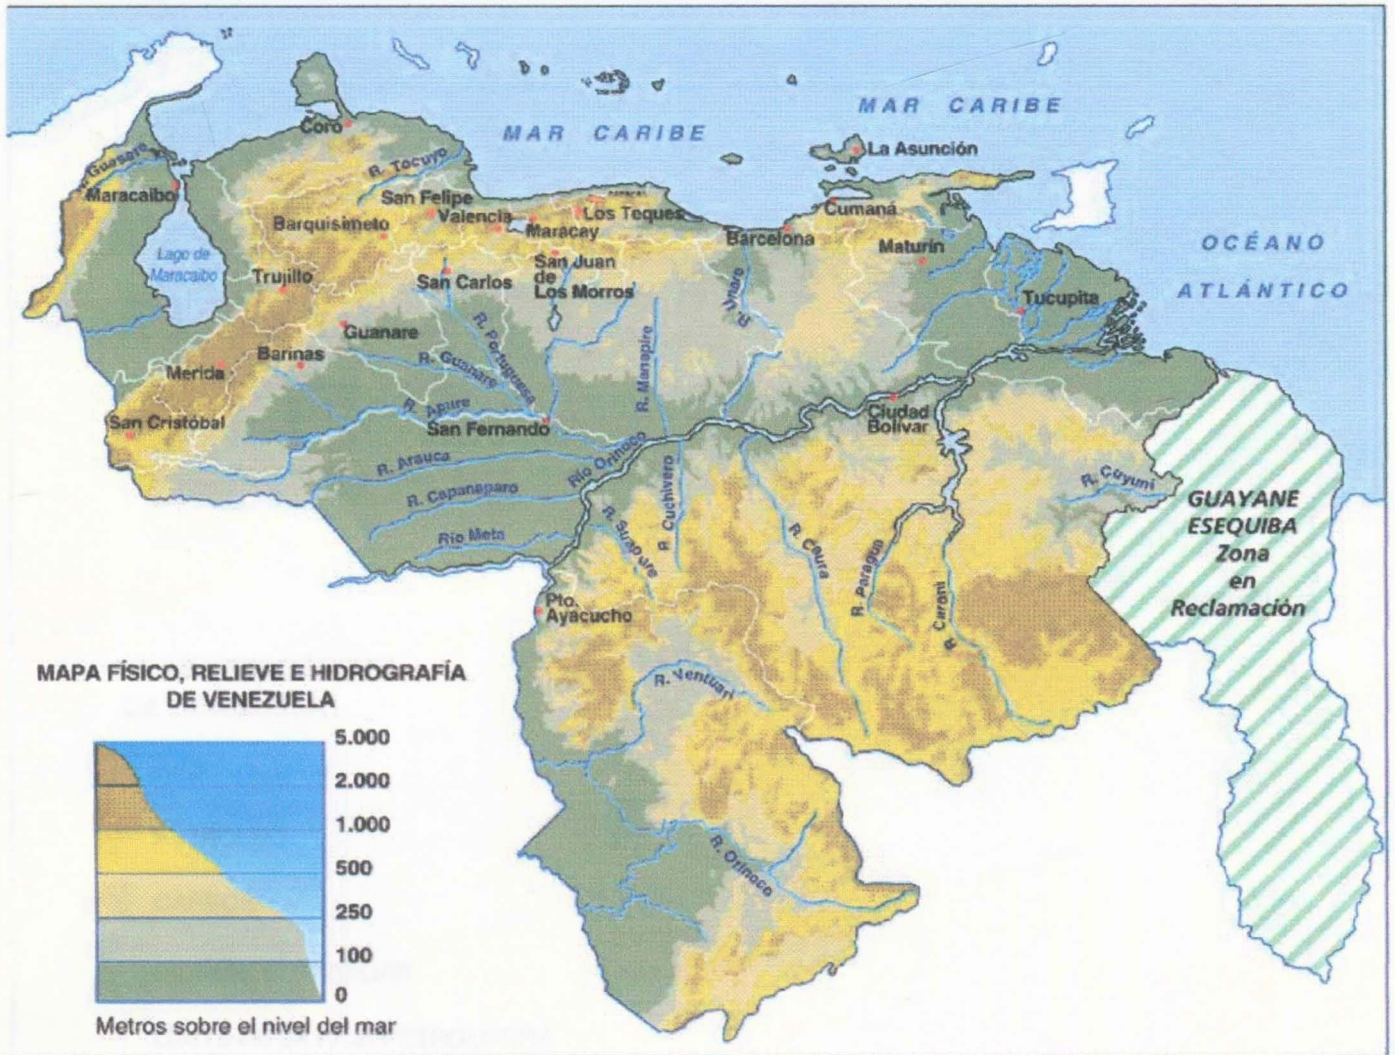 MAR CARIBE
MAR CARIBE
OCÉANO
ATLÁNTICO
Coro
La Asunción
Guasare
Maracaibo
R. Tocuyo
San Felipe
Valencia
Los Teques
Maracay
Barquisimeto
Cumaná
Barcelona
Maturín
Lago de
Maracaibo
Trujillo
San Carlos
San Juan
de
Los Morros
R. Unare
Tucupita
Guanare
R. Portuguesa
R. Guanare
Barinas
Merida
R. Manapire
R. Apure
San Cristóbal
San Fernando
Ciudad
Bolívar
R. Arauca
Río Orinoco
R. Capanaparo
Río Meta
R. Cuchivero
R. Suapure
R. Caura
R. Paragua
R. Caroni
R. Cuyuni
GUAYANE
ESEQUIBA
Zona
en
Reclamación
Pto.
Ayacucho
R. Ventuari
R. Orinoco
MAPA FÍSICO, RELIEVE E HIDROGRAFÍA
DE VENEZUELA
5.000
2.000
1.000
500
250
100
0
Metros sobre el nivel del mar